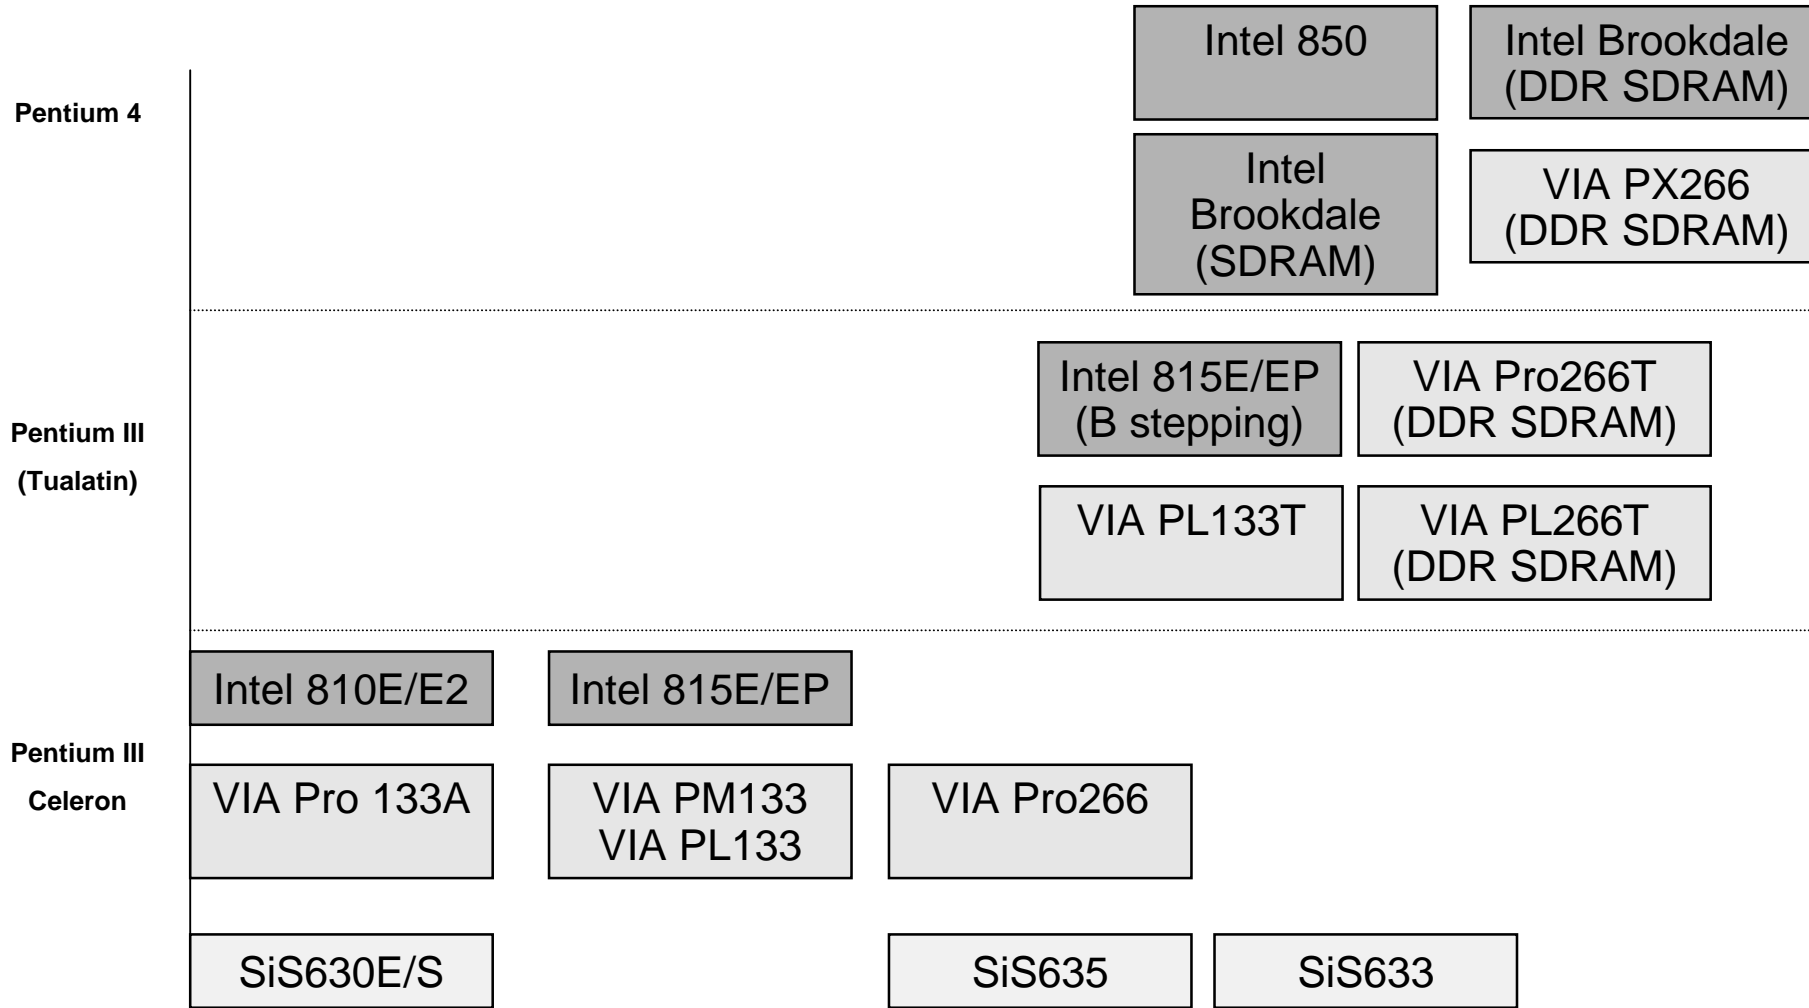 Pentium 4
Intel 850
Intel Brookdale
(DDR SDRAM)
Intel
Brookdale
(SDRAM)
VIA PX266
(DDR SDRAM)
Pentium III
(Tualatin)
Intel 815E/EP
(B stepping)
VIA Pro266T
(DDR SDRAM)
VIA PL133T
VIA PL266T
(DDR SDRAM)
Pentium III
Celeron
Intel 810E/E2
Intel 815E/EP
VIA Pro 133A
VIA PM133
VIA PL133
VIA Pro266
SiS630E/S
SiS635
SiS633